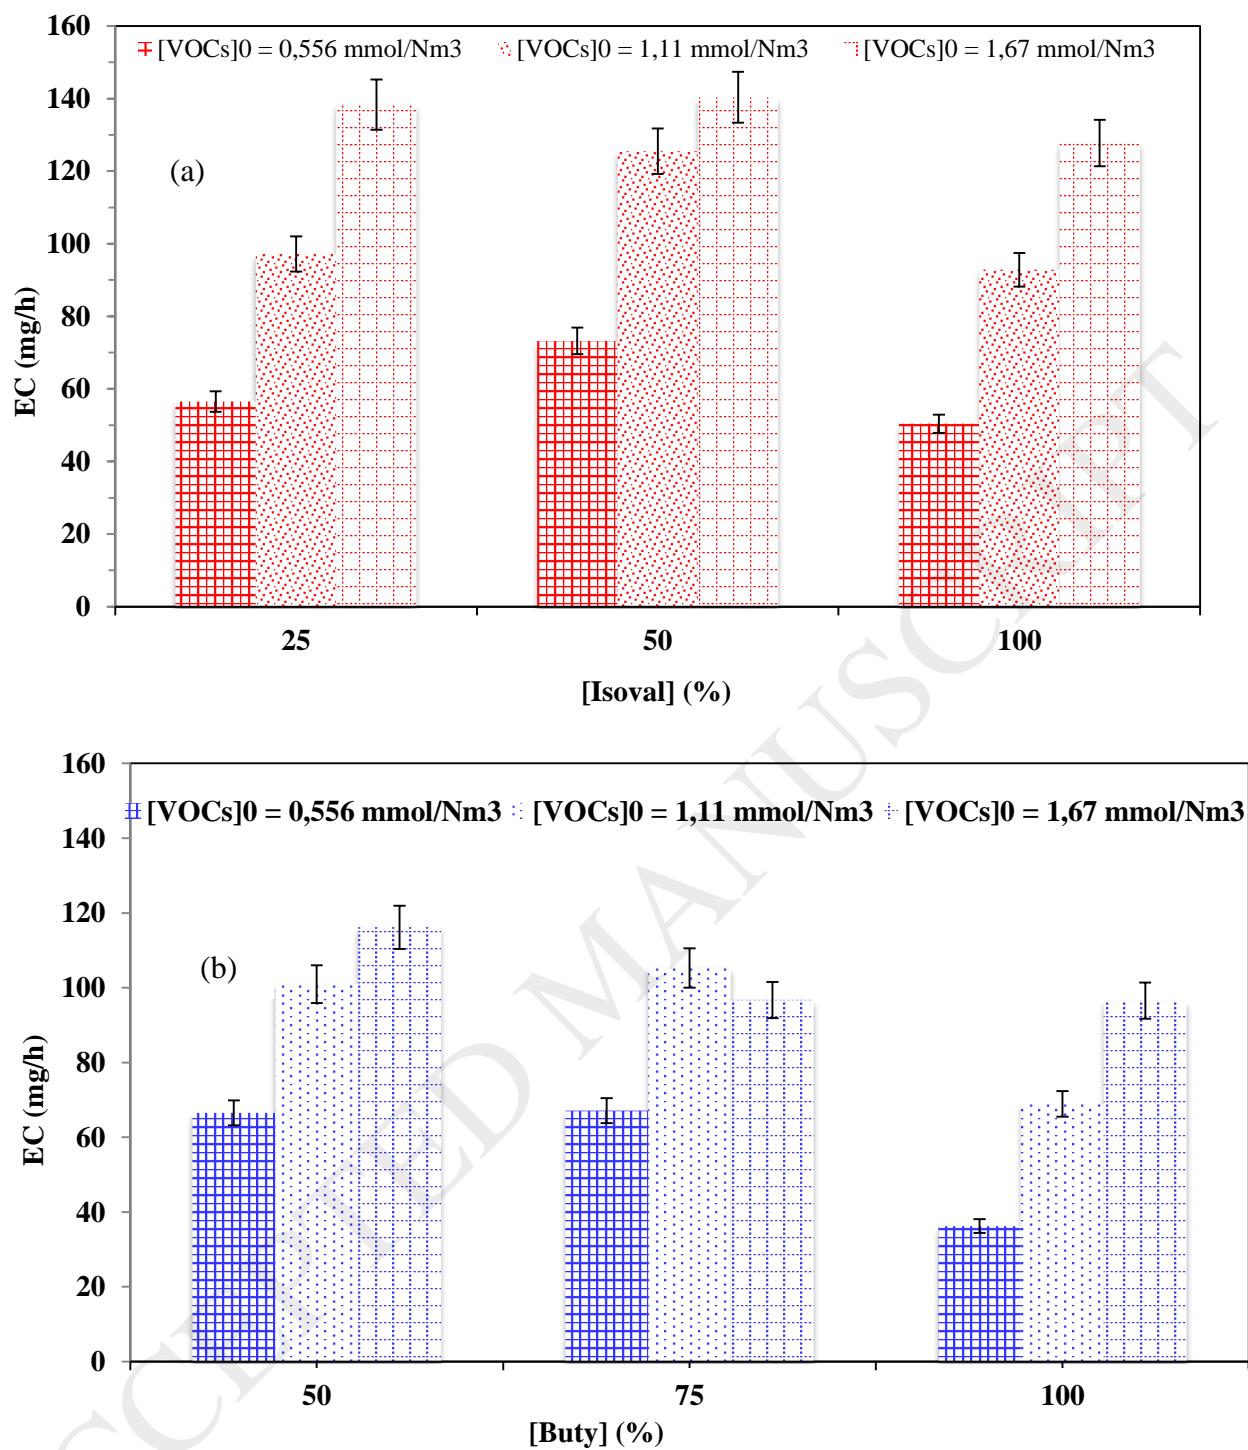 160
[VOCs]0 = 0,556 mmol/Nm3 [VOCs]0 = 1,11 mmol/Nm3 [VOCs]0 = 1,67 mmol/Nm3
140
(a)
120
100
80
60
40
20
0
EC (mg/h)
25 50 100
[Isoval] (%)
160
[VOCs]0 = 0,556 mmol/Nm3 [VOCs]0 = 1,11 mmol/Nm3 [VOCs]0 = 1,67 mmol/Nm3
140
120
(b)
100
80
60
40
20
0
EC (mg/h)
50 75 100
[Buty] (%)
CCEPTED MANUSCRIPT